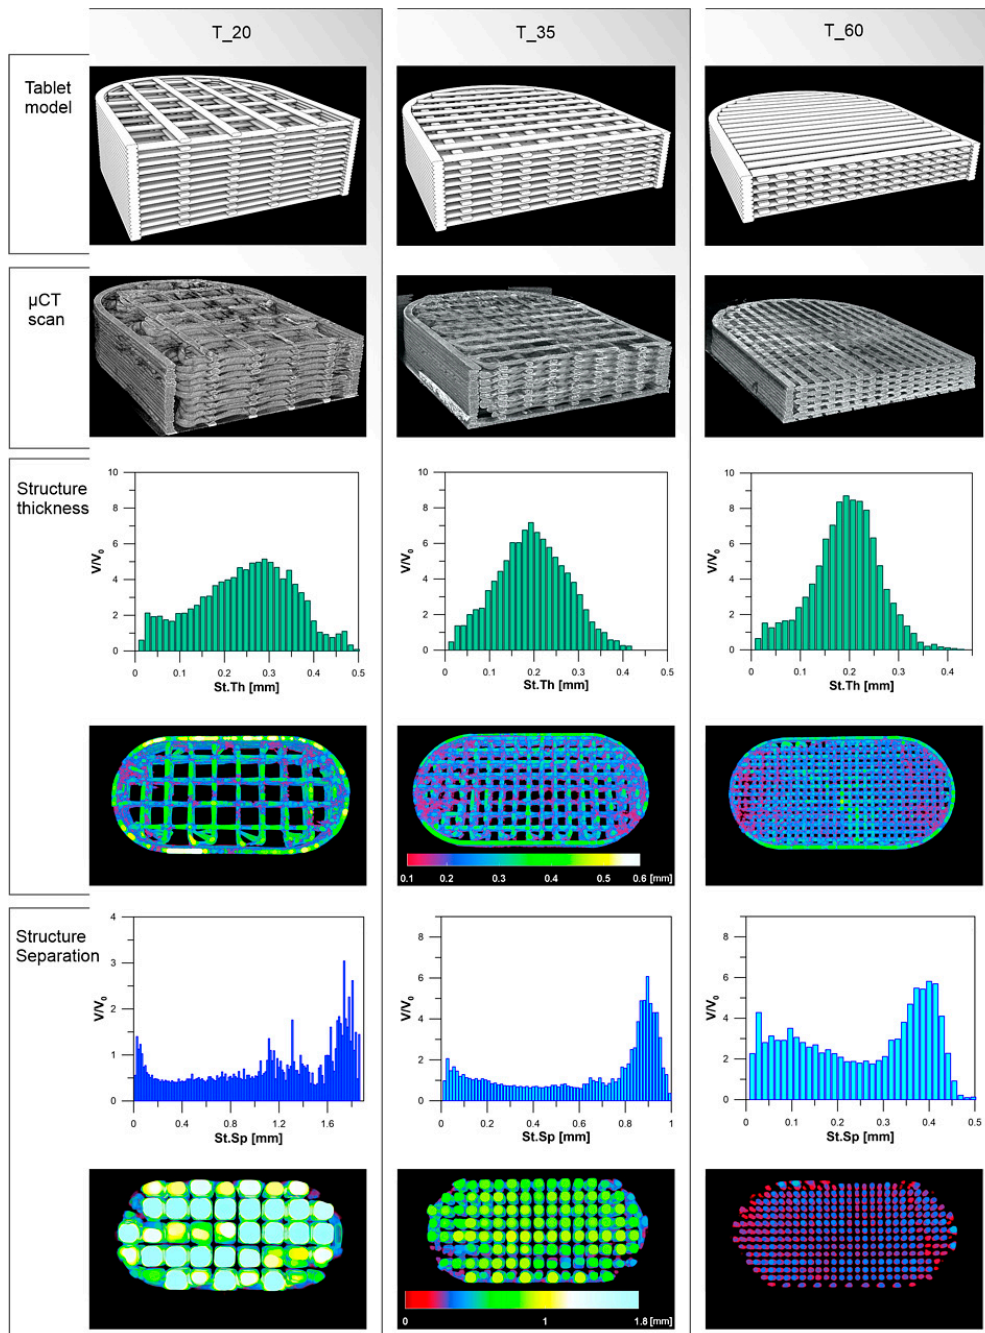 T_20
T_35
T_60
Tablet
model
µCT
scan
Structure
thickness
10
8
6
4
2
0
V/V₀
0
0.1
0.2
0.3
0.4
0.5
St.Th [mm]
10
8
6
4
2
0
V/V₀
0
0.1
0.2
0.3
0.4
0.5
St.Th [mm]
10
8
6
4
2
0
V/V₀
0
0.1
0.2
0.3
0.4
St.Th [mm]
0.1
0.2
0.3
0.4
0.5
0.6 [mm]
Structure
Separation
4
3
2
1
0
V/V₀
0
0.4
0.8
1.2
1.6
St.Sp [mm]
8
6
4
2
0
V/V₀
0
0.2
0.4
0.6
0.8
1
St.Sp [mm]
8
6
4
2
0
V/V₀
0
0.1
0.2
0.3
0.4
0.5
St.Sp [mm]
0
1
1.8 [mm]